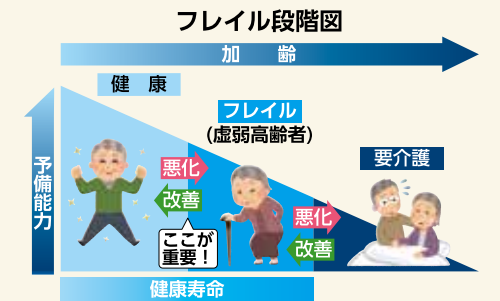 フレイル段階図
加　齢
健　康
フレイル
(虚弱高齢者)
要介護
予備能力
悪化
改善
ここが
重要！
悪化
改善
健康寿命